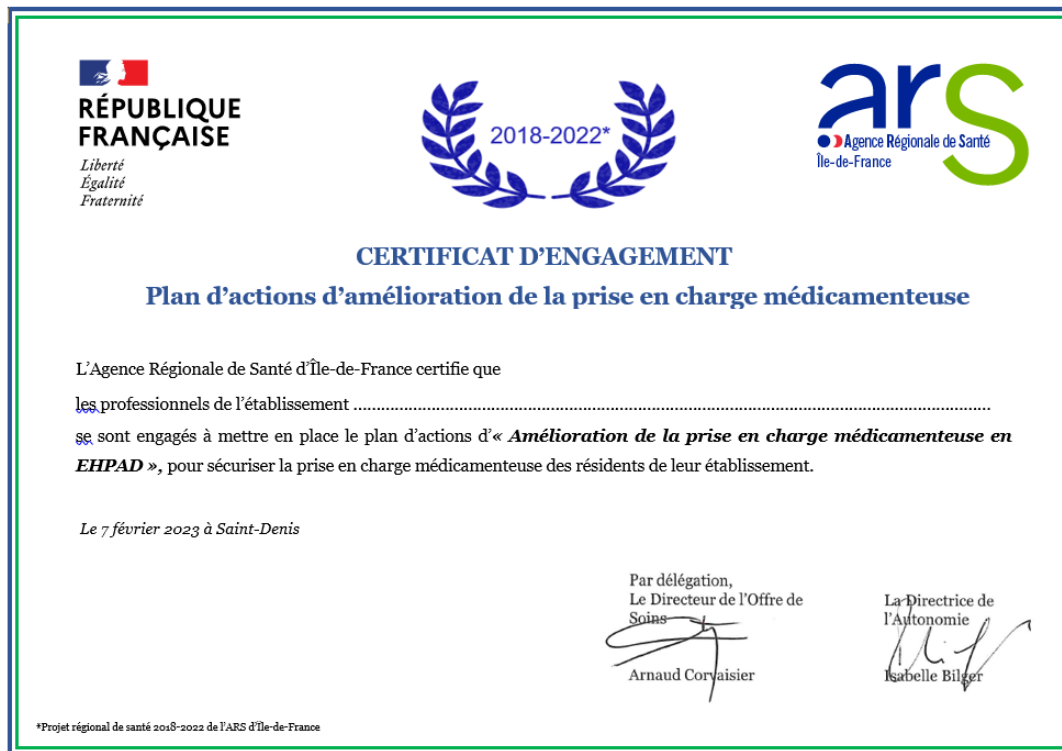 RÉPUBLIQUE
FRANÇAISE
Liberté
Égalité
Fraternité
2018-2022*
ars
Agence Régionale de Santé
Île-de-France
CERTIFICAT D’ENGAGEMENT
Plan d’actions d’amélioration de la prise en charge médicamenteuse
L’Agence Régionale de Santé d’Île-de-France certifie que
les professionnels de l’établissement ................................................................................................................................................
se sont engagés à mettre en place le plan d’actions d’« Amélioration de la prise en charge médicamenteuse en
EHPAD », pour sécuriser la prise en charge médicamenteuse des résidents de leur établissement.
Le 7 février 2023 à Saint-Denis
Par délégation,
Le Directeur de l’Offre de
Soins
Arnaud Corvaisier
La Directrice de
l’Autonomie
Isabelle Bilger
*Projet régional de santé 2018-2022 de l’ARS d’Île-de-France